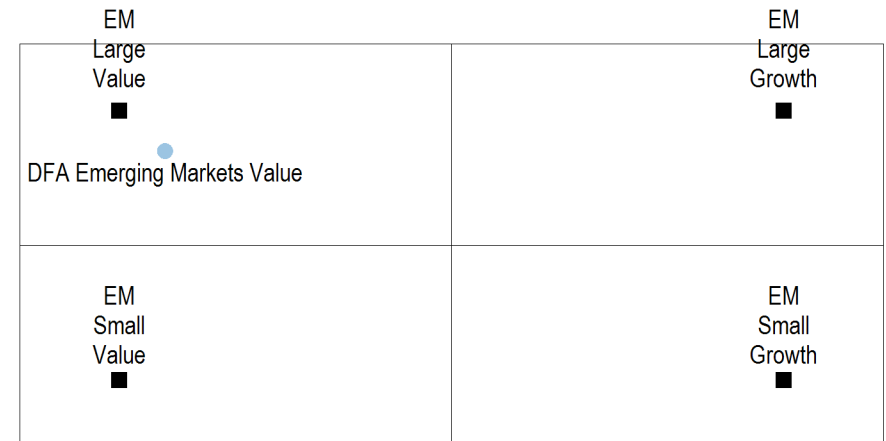 EM
Large
Value
EM
Large
Growth
DFA Emerging Markets Value
EM
Small
Value
EM
Small
Growth